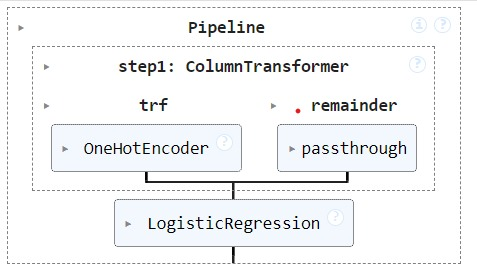 Pipeline
step1: ColumnTransformer
trf remainder
OneHotEncoder ? passthrough
LogisticRegression ?